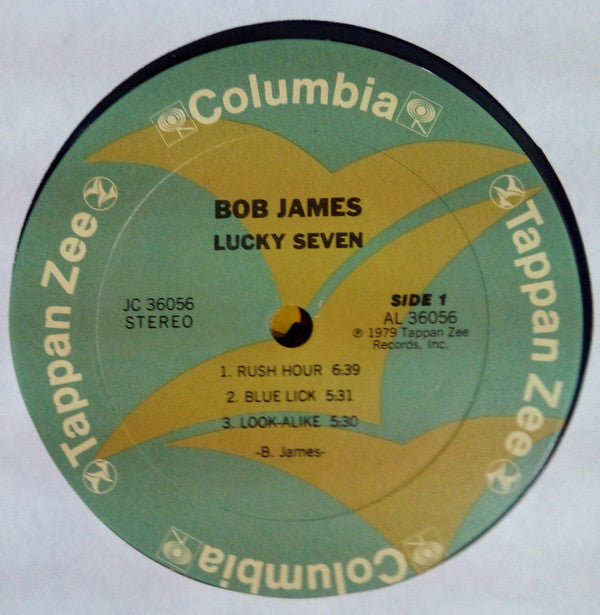 Columbia
Tappan Zee
Tappan Zee
BOB JAMES
LUCKY SEVEN
JC 36056
STEREO
SIDE 1
AL 36056
℗ 1979 Tappan Zee
Records, Inc.
1. RUSH HOUR 6:39
2. BLUE LICK 5:31
3. LOOK-ALIKE 5:30
-B. James-
Columbia